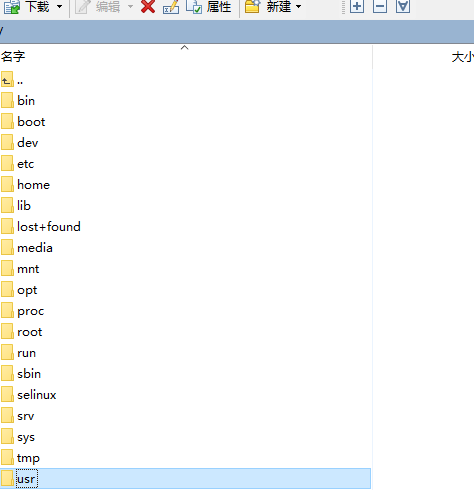 下载 编辑 属性 新建
/
名字 大小
..
bin
boot
dev
etc
home
lib
lost+found
media
mnt
opt
proc
root
run
sbin
selinux
srv
sys
tmp
usr